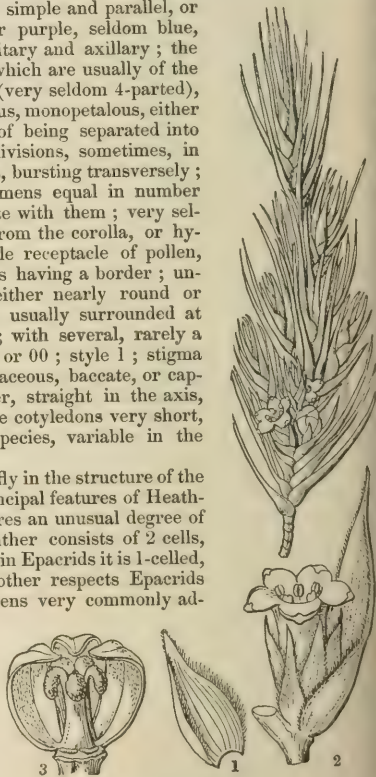 simple and parallel, or
r purple, seldom blue,
tary and axillary ; the
which are usually of the
(very seldom 4-parted),
us, monopetalous, either
of being separated into
ivisions, sometimes, in
, bursting transversely ;
mens equal in number
te with them ; very sel-
rom the corolla, or hy-
le receptacle of pollen,
s having a border ; un-
either nearly round or
usually surrounded at
; with several, rarely a
or 00 ; style 1 ; stigma
aceous, baccate, or cap-
er, straight in the axis,
e cotyledons very short,
pecies, variable in the
fly in the structure of the
ncipal features of Heath-
res an unusual degree of
ther consists of 2 cells,
in Epacrids it is 1-celled,
other respects Epacrids
ens very commonly ad-
3 1 2